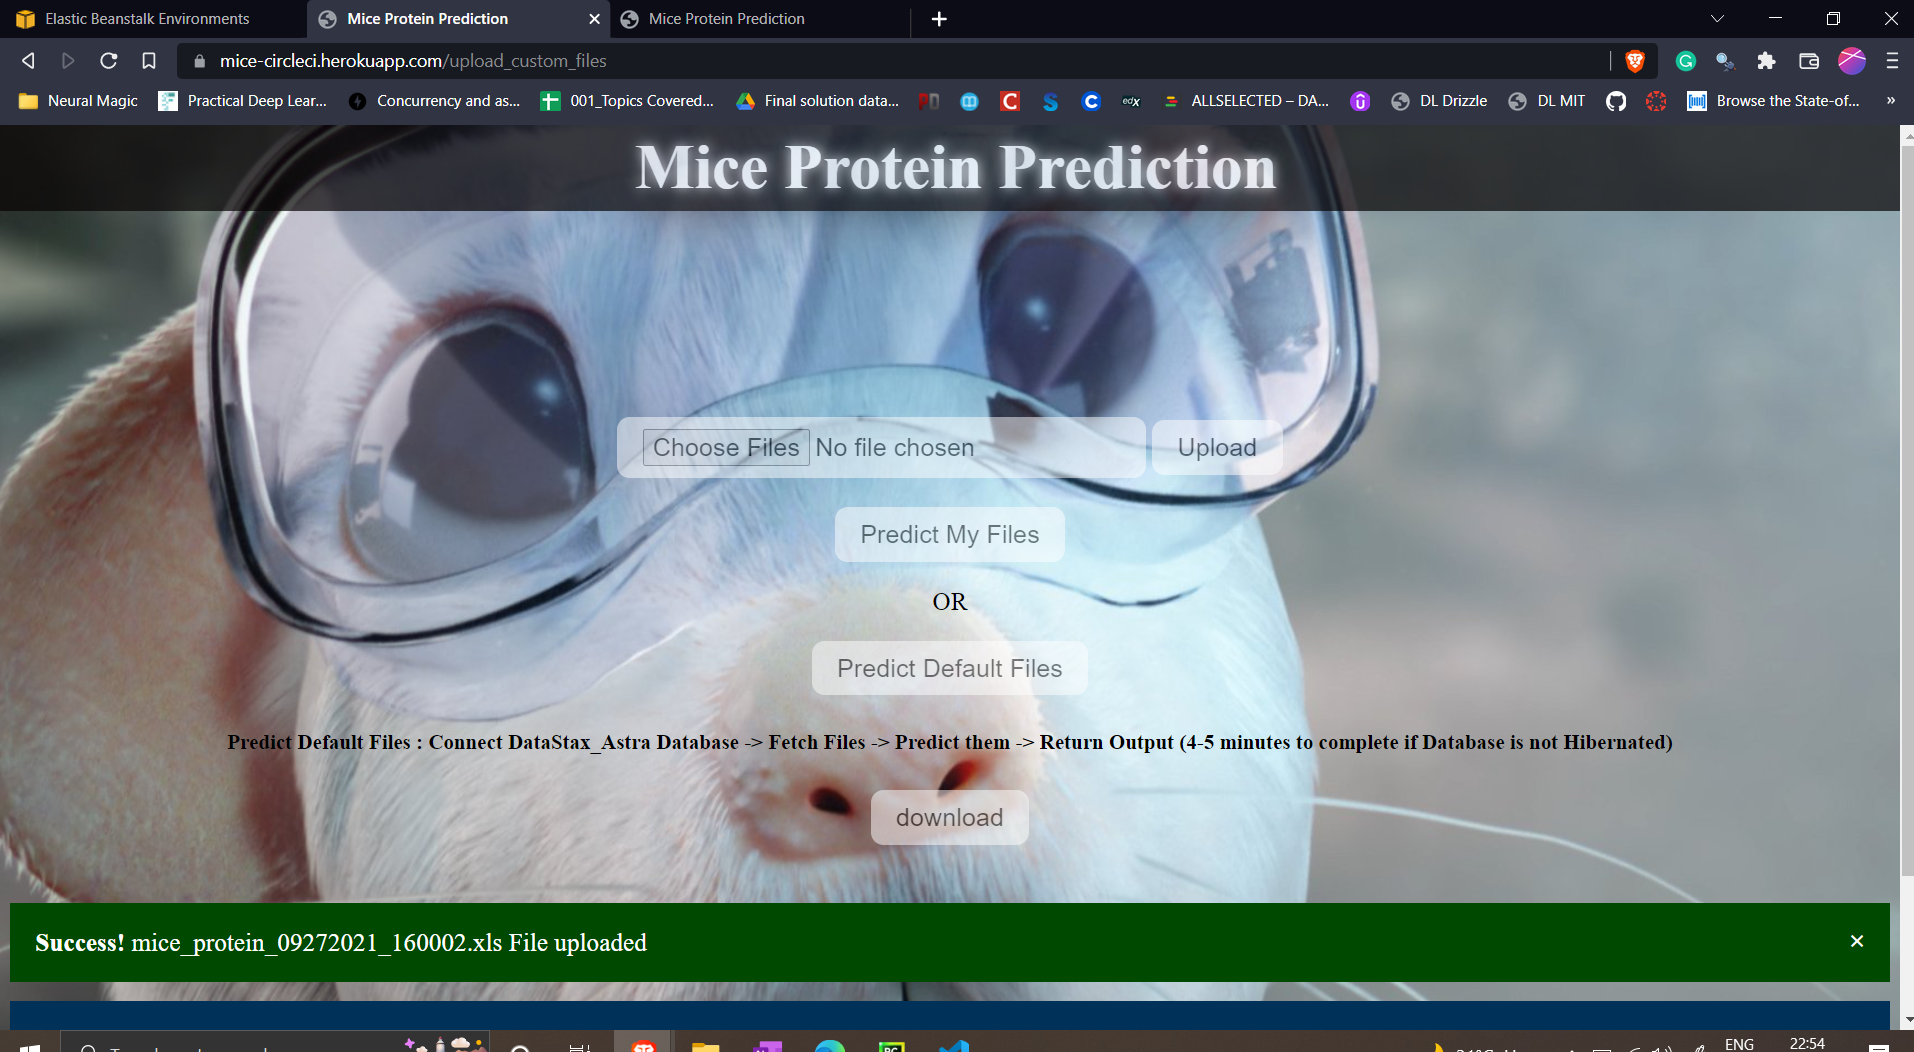 Elastic Beanstalk Environments
Mice Protein Prediction
Mice Protein Prediction
mice-circleci.herokuapp.com/upload_custom_files
Neural Magic
Practical Deep Lear...
Concurrency and as...
001_Topics Covered...
Final solution data...
edX
ALLSELECTED – DA...
DL Drizzle
DL MIT
Browse the State-of...
»
Mice Protein Prediction
Choose Files No file chosen
Upload
Predict My Files
OR
Predict Default Files
Predict Default Files : Connect DataStax_Astra Database -> Fetch Files -> Predict them -> Return Output (4-5 minutes to complete if Database is not Hibernated)
download
Success! mice_protein_09272021_160002.xls File uploaded
ENG
22:54